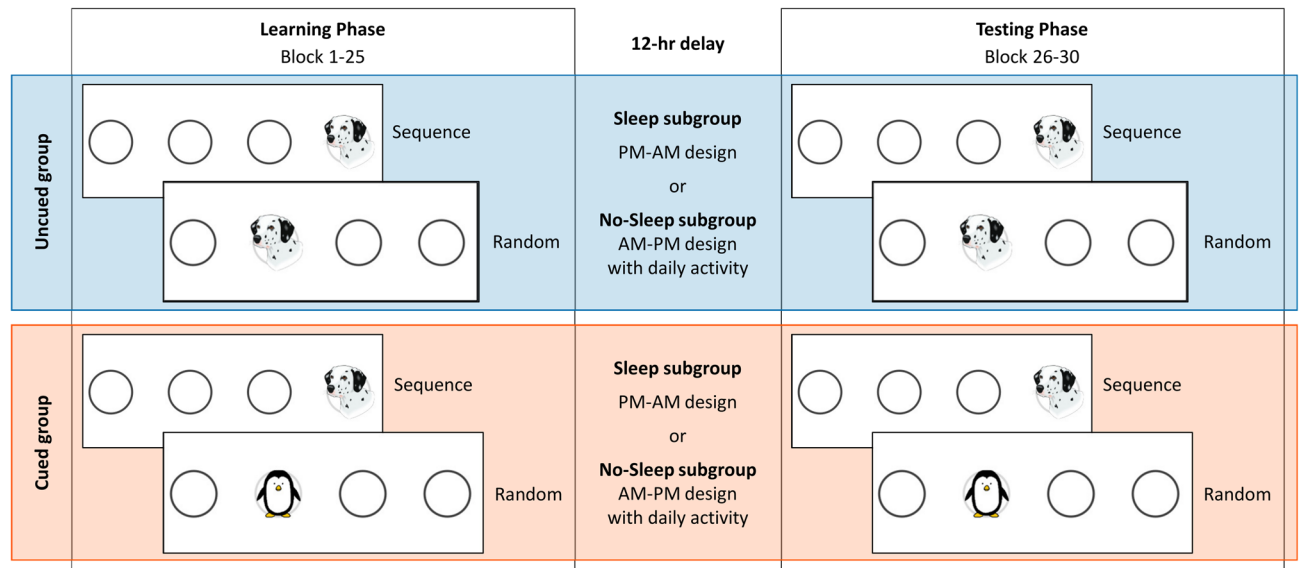 Learning Phase
Block 1-25
12-hr delay
Testing Phase
Block 26-30
Uncued group
Sequence
Random
Sleep subgroup
PM-AM design
or
No-Sleep subgroup
AM-PM design
with daily activity
Sequence
Random
Cued group
Sequence
Random
Sleep subgroup
PM-AM design
or
No-Sleep subgroup
AM-PM design
with daily activity
Sequence
Random